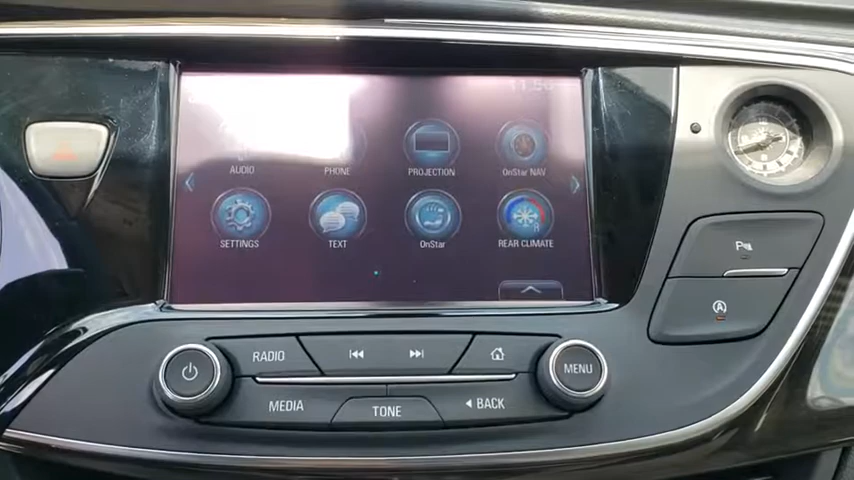 AUDIO PHONE PROJECTION OnStar NAV
SETTINGS TEXT OnStar REAR CLIMATE
RADIO
MENU
MEDIA
TONE
BACK